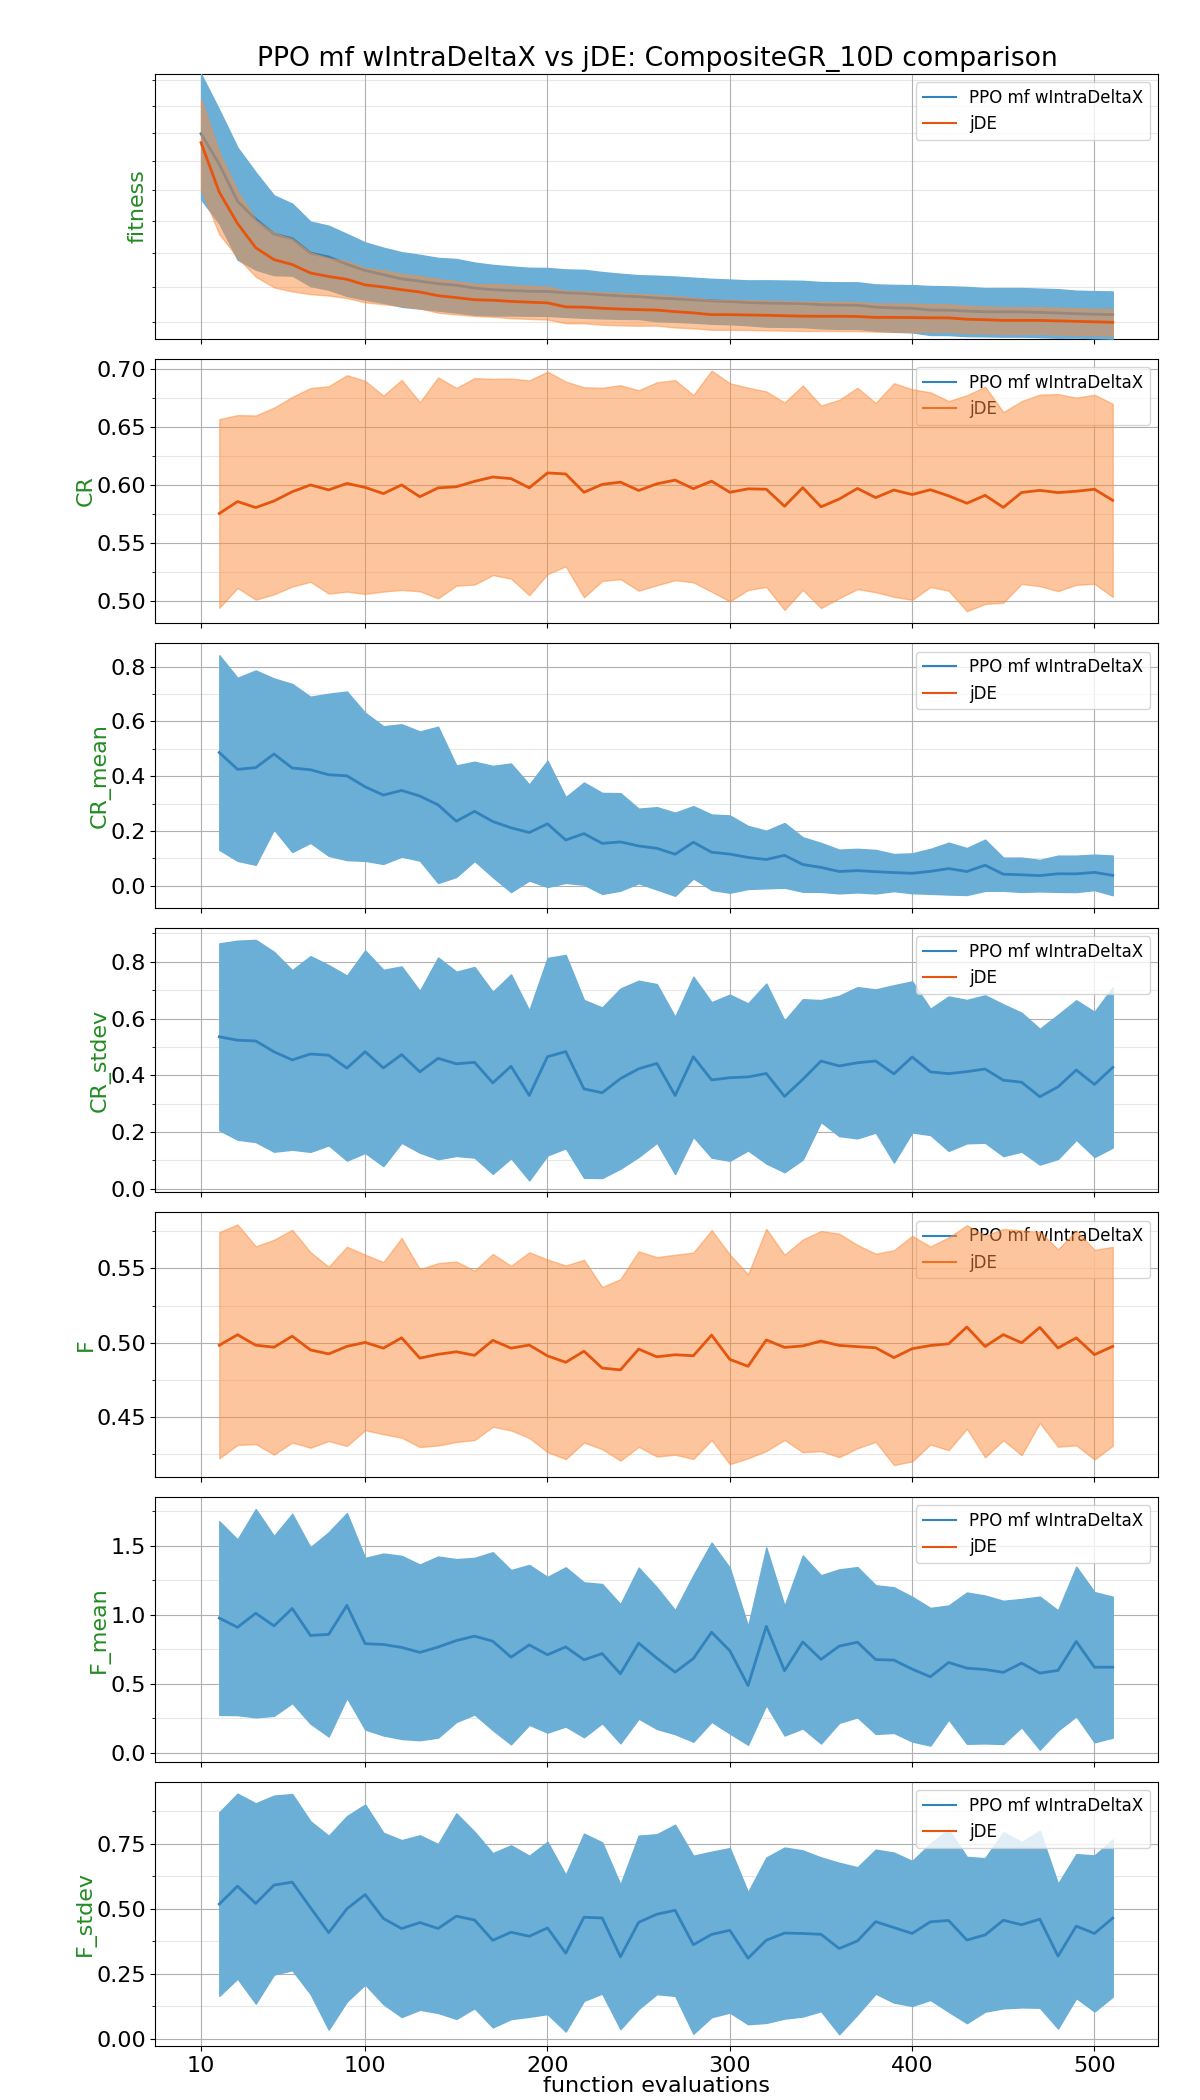 PPO mf wIntraDeltaX vs jDE: CompositeGR_10D comparison
fitness
PPO mf wIntraDeltaX
jDE
CR
0.70
0.65
0.60
0.55
0.50
PPO mf wIntraDeltaX
jDE
CR_mean
0.8
0.6
0.4
0.2
0.0
PPO mf wIntraDeltaX
jDE
CR_stdev
0.8
0.6
0.4
0.2
0.0
PPO mf wIntraDeltaX
jDE
F
0.55
0.50
0.45
PPO mf wIntraDeltaX
jDE
F_mean
1.5
1.0
0.5
0.0
PPO mf wIntraDeltaX
jDE
F_stdev
0.75
0.50
0.25
0.00
PPO mf wIntraDeltaX
jDE
10 100 200 300 400 500
function evaluations